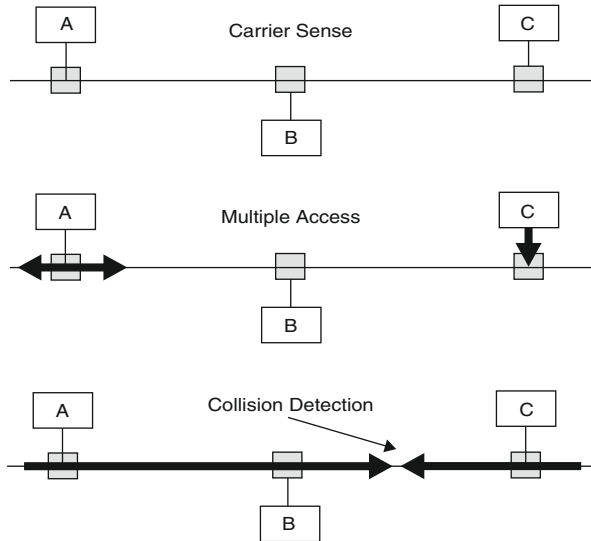 A
Carrier Sense
C
B
A
Multiple Access
C
B
A
Collision Detection
C
B